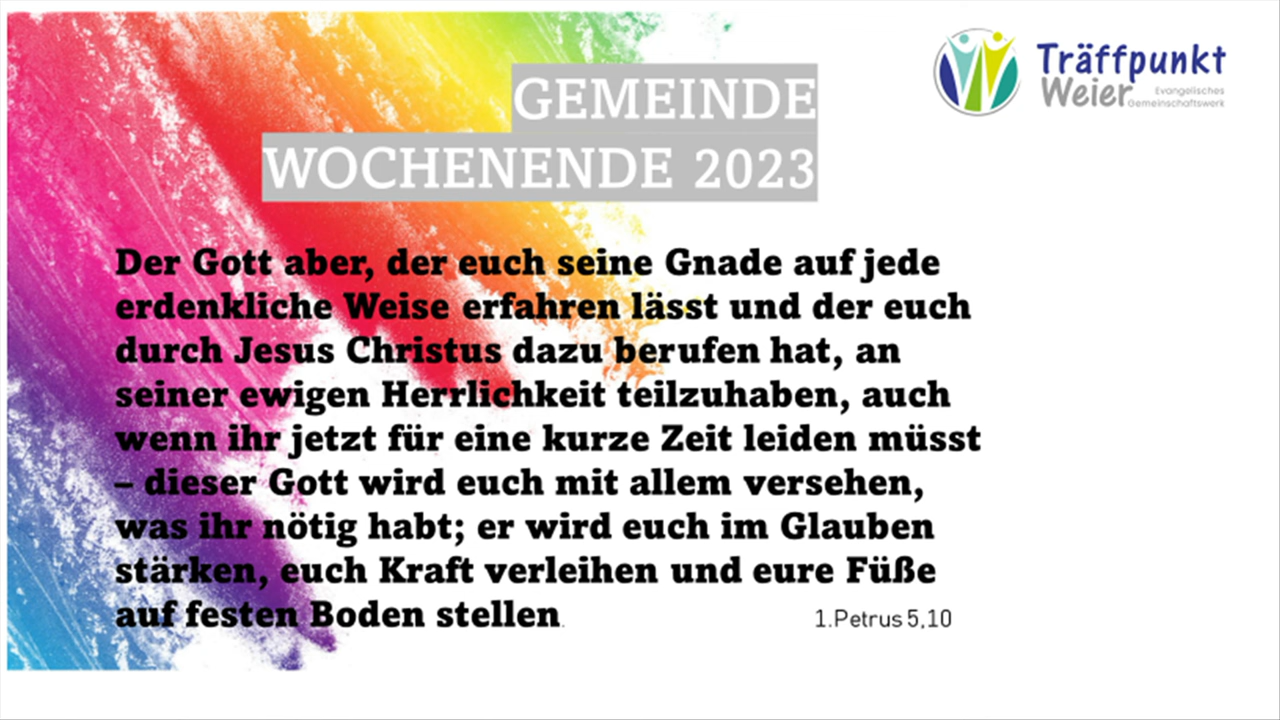 GEMEINDE
WOCHENENDE 2023
Träffpunkt
Weier Evangelisches
Gemeinschaftswerk
Der Gott aber, der euch seine Gnade auf jede
erdenkliche Weise erfahren lässt und der euch
durch Jesus Christus dazu berufen hat, an
seiner ewigen Herrlichkeit teilzuhaben, auch
wenn ihr jetzt für eine kurze Zeit leiden müsst
– dieser Gott wird euch mit allem versehen,
was ihr nötig habt; er wird euch im Glauben
stärken, euch Kraft verleihen und eure Füße
auf festen Boden stellen. 1.Petrus 5,10